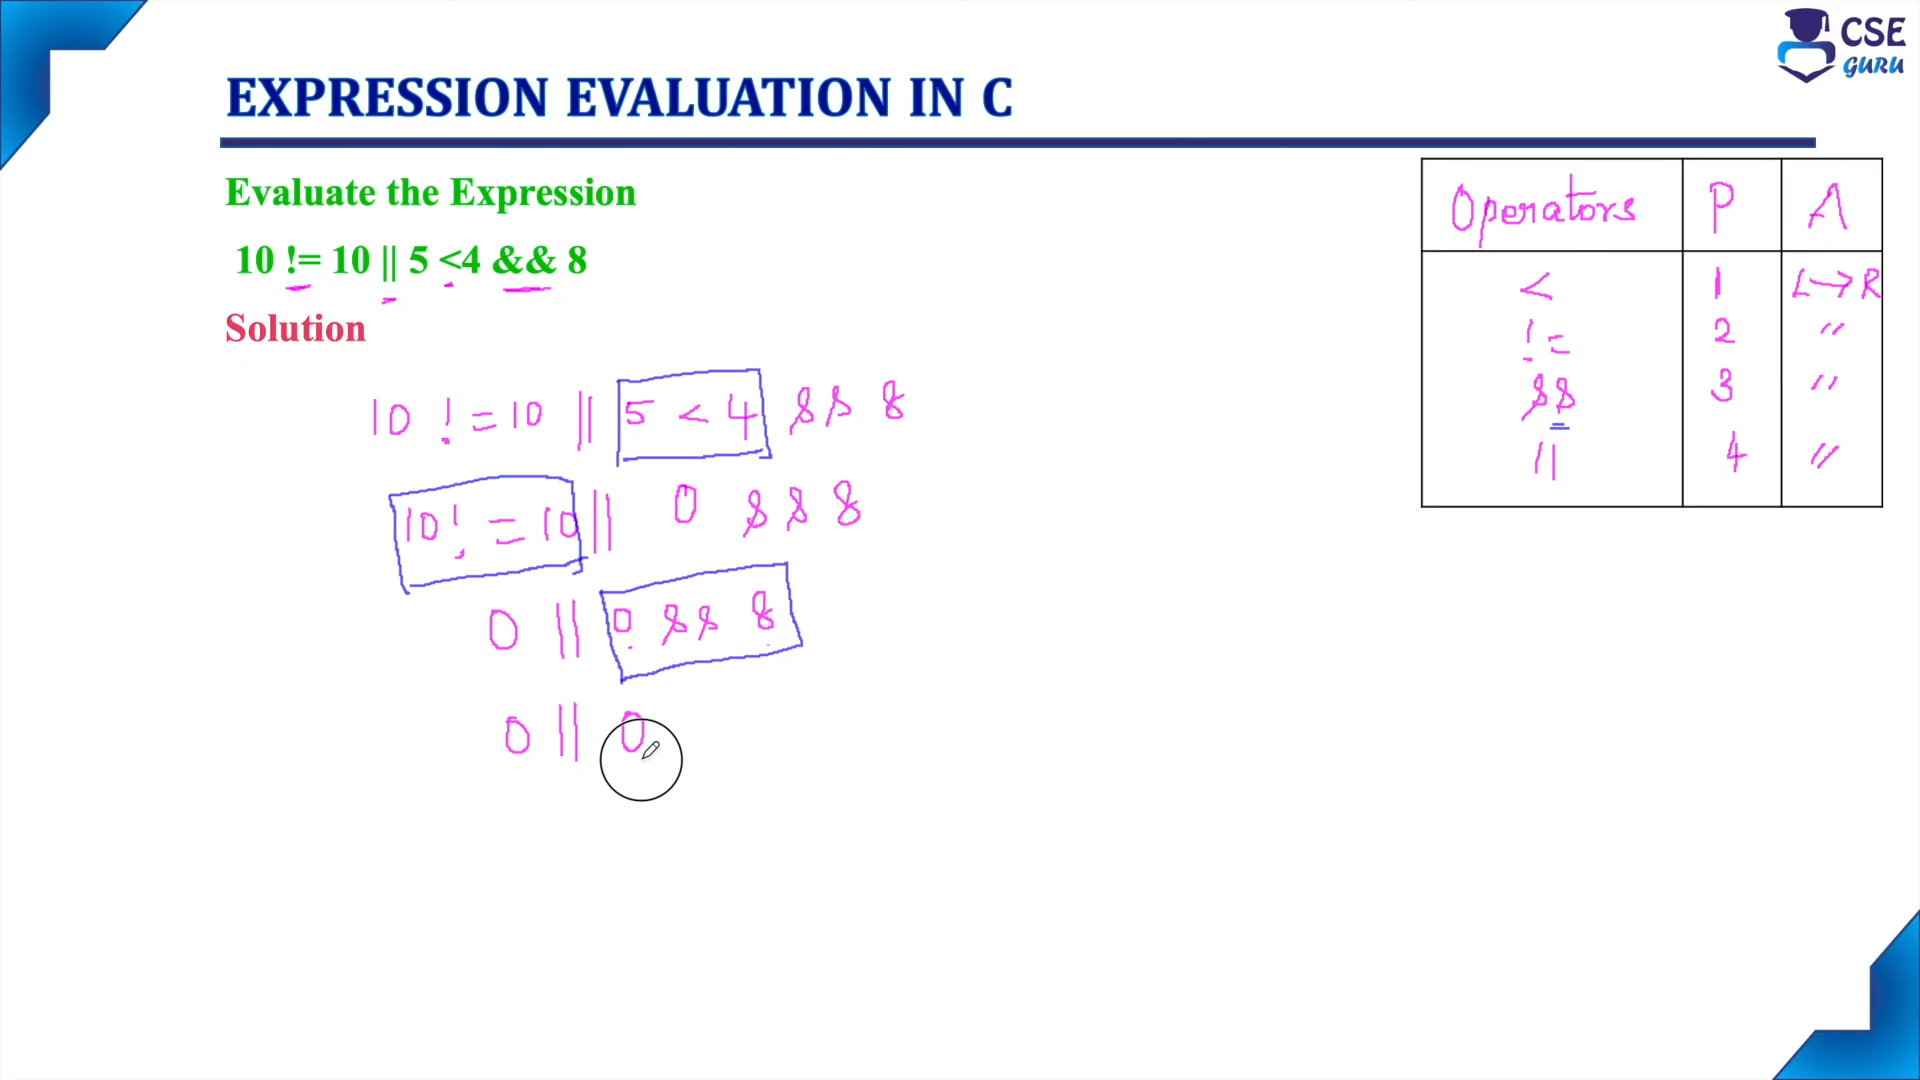 CSE
GURU
EXPRESSION EVALUATION IN C
Evaluate the Expression
10 != 10 || 5 <4 && 8
Solution
10 ! = 10 || 5 < 4 && 8
10 ! = 10 || 0 && 8
0 || 0 && 8
0 || 0
Operators P A
< 1 L→R
!= 2 〃
&& 3 〃
|| 4 〃